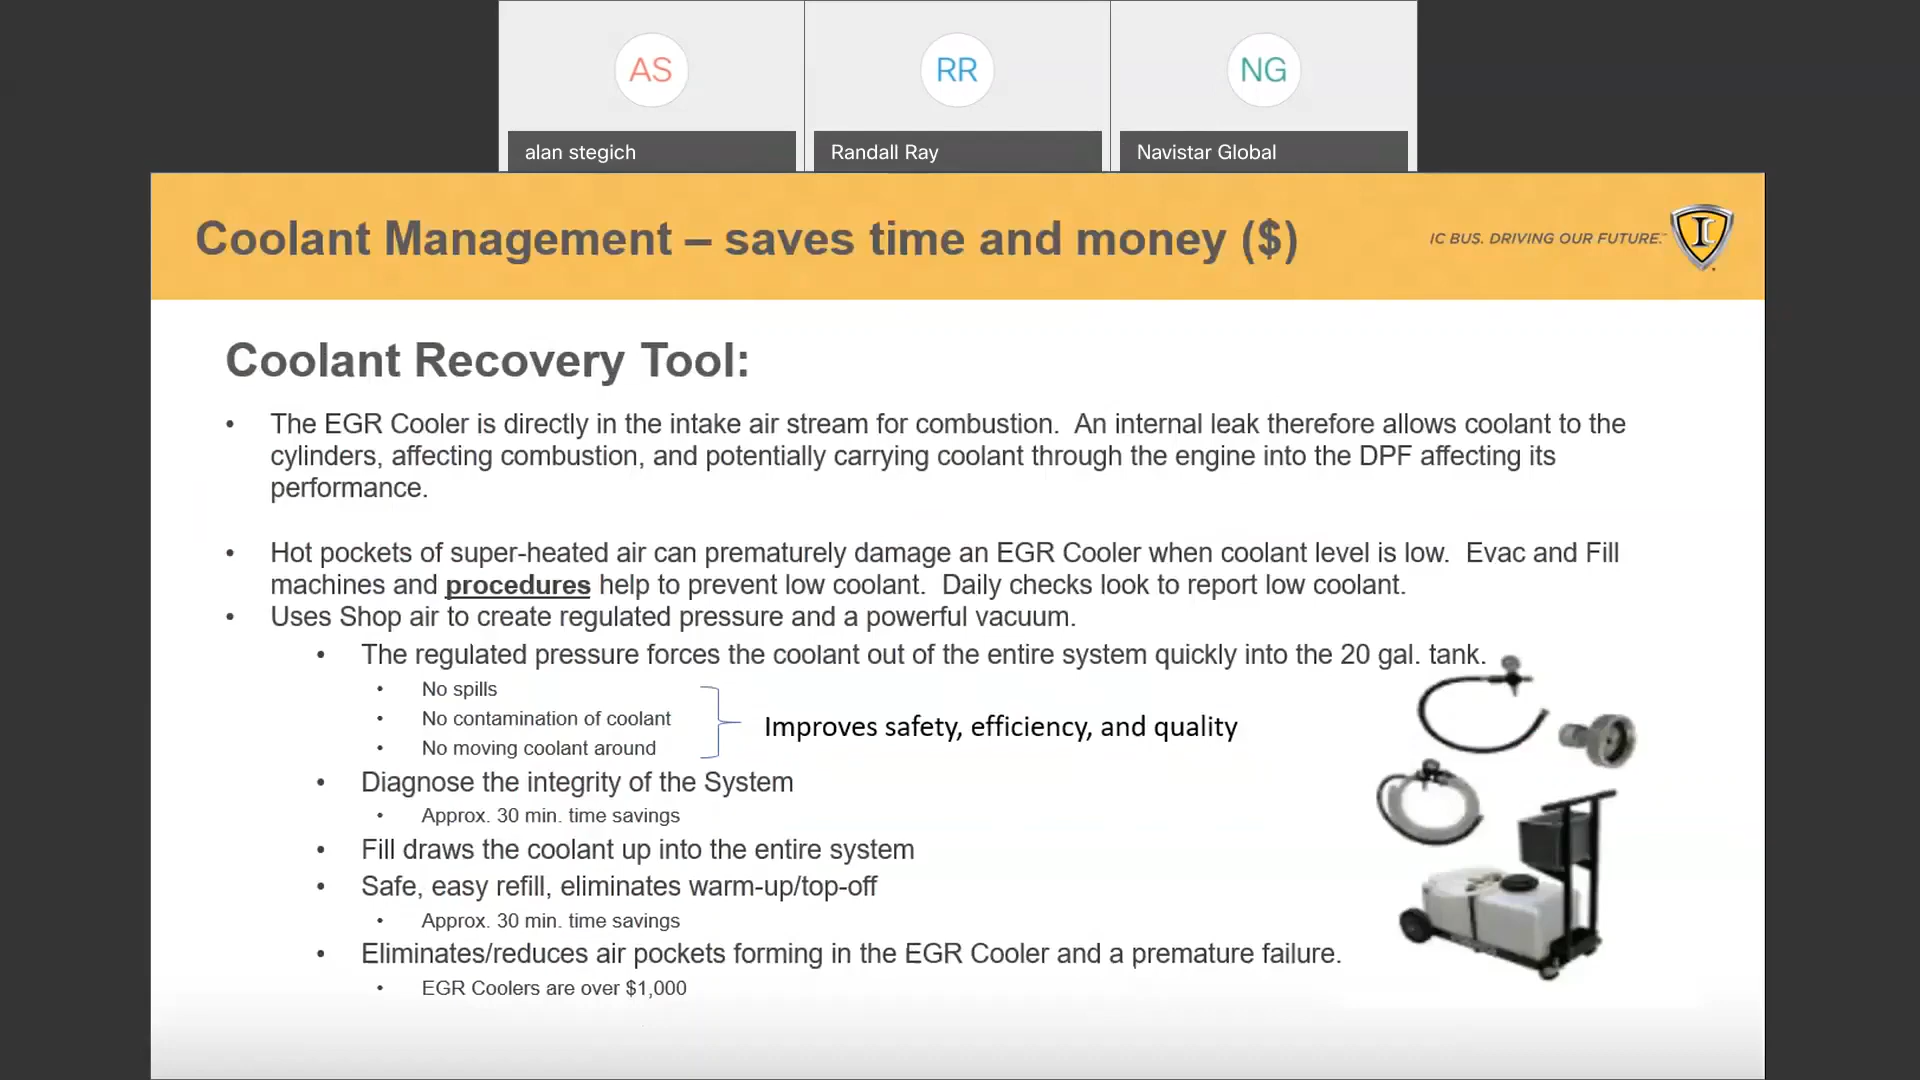 AS
RR
NG
alan stegich
Randall Ray
Navistar Global
Coolant Management – saves time and money ($)
IC BUS. DRIVING OUR FUTURE.
I
Coolant Recovery Tool:
• The EGR Cooler is directly in the intake air stream for combustion.  An internal leak therefore allows coolant to the
cylinders, affecting combustion, and potentially carrying coolant through the engine into the DPF affecting its
performance.
• Hot pockets of super-heated air can prematurely damage an EGR Cooler when coolant level is low.  Evac and Fill
machines and procedures help to prevent low coolant.  Daily checks look to report low coolant.
• Uses Shop air to create regulated pressure and a powerful vacuum.
• The regulated pressure forces the coolant out of the entire system quickly into the 20 gal. tank.
• No spills
• No contamination of coolant
• No moving coolant around
Improves safety, efficiency, and quality
• Diagnose the integrity of the System
• Approx. 30 min. time savings
• Fill draws the coolant up into the entire system
• Safe, easy refill, eliminates warm-up/top-off
• Approx. 30 min. time savings
• Eliminates/reduces air pockets forming in the EGR Cooler and a premature failure.
• EGR Coolers are over $1,000